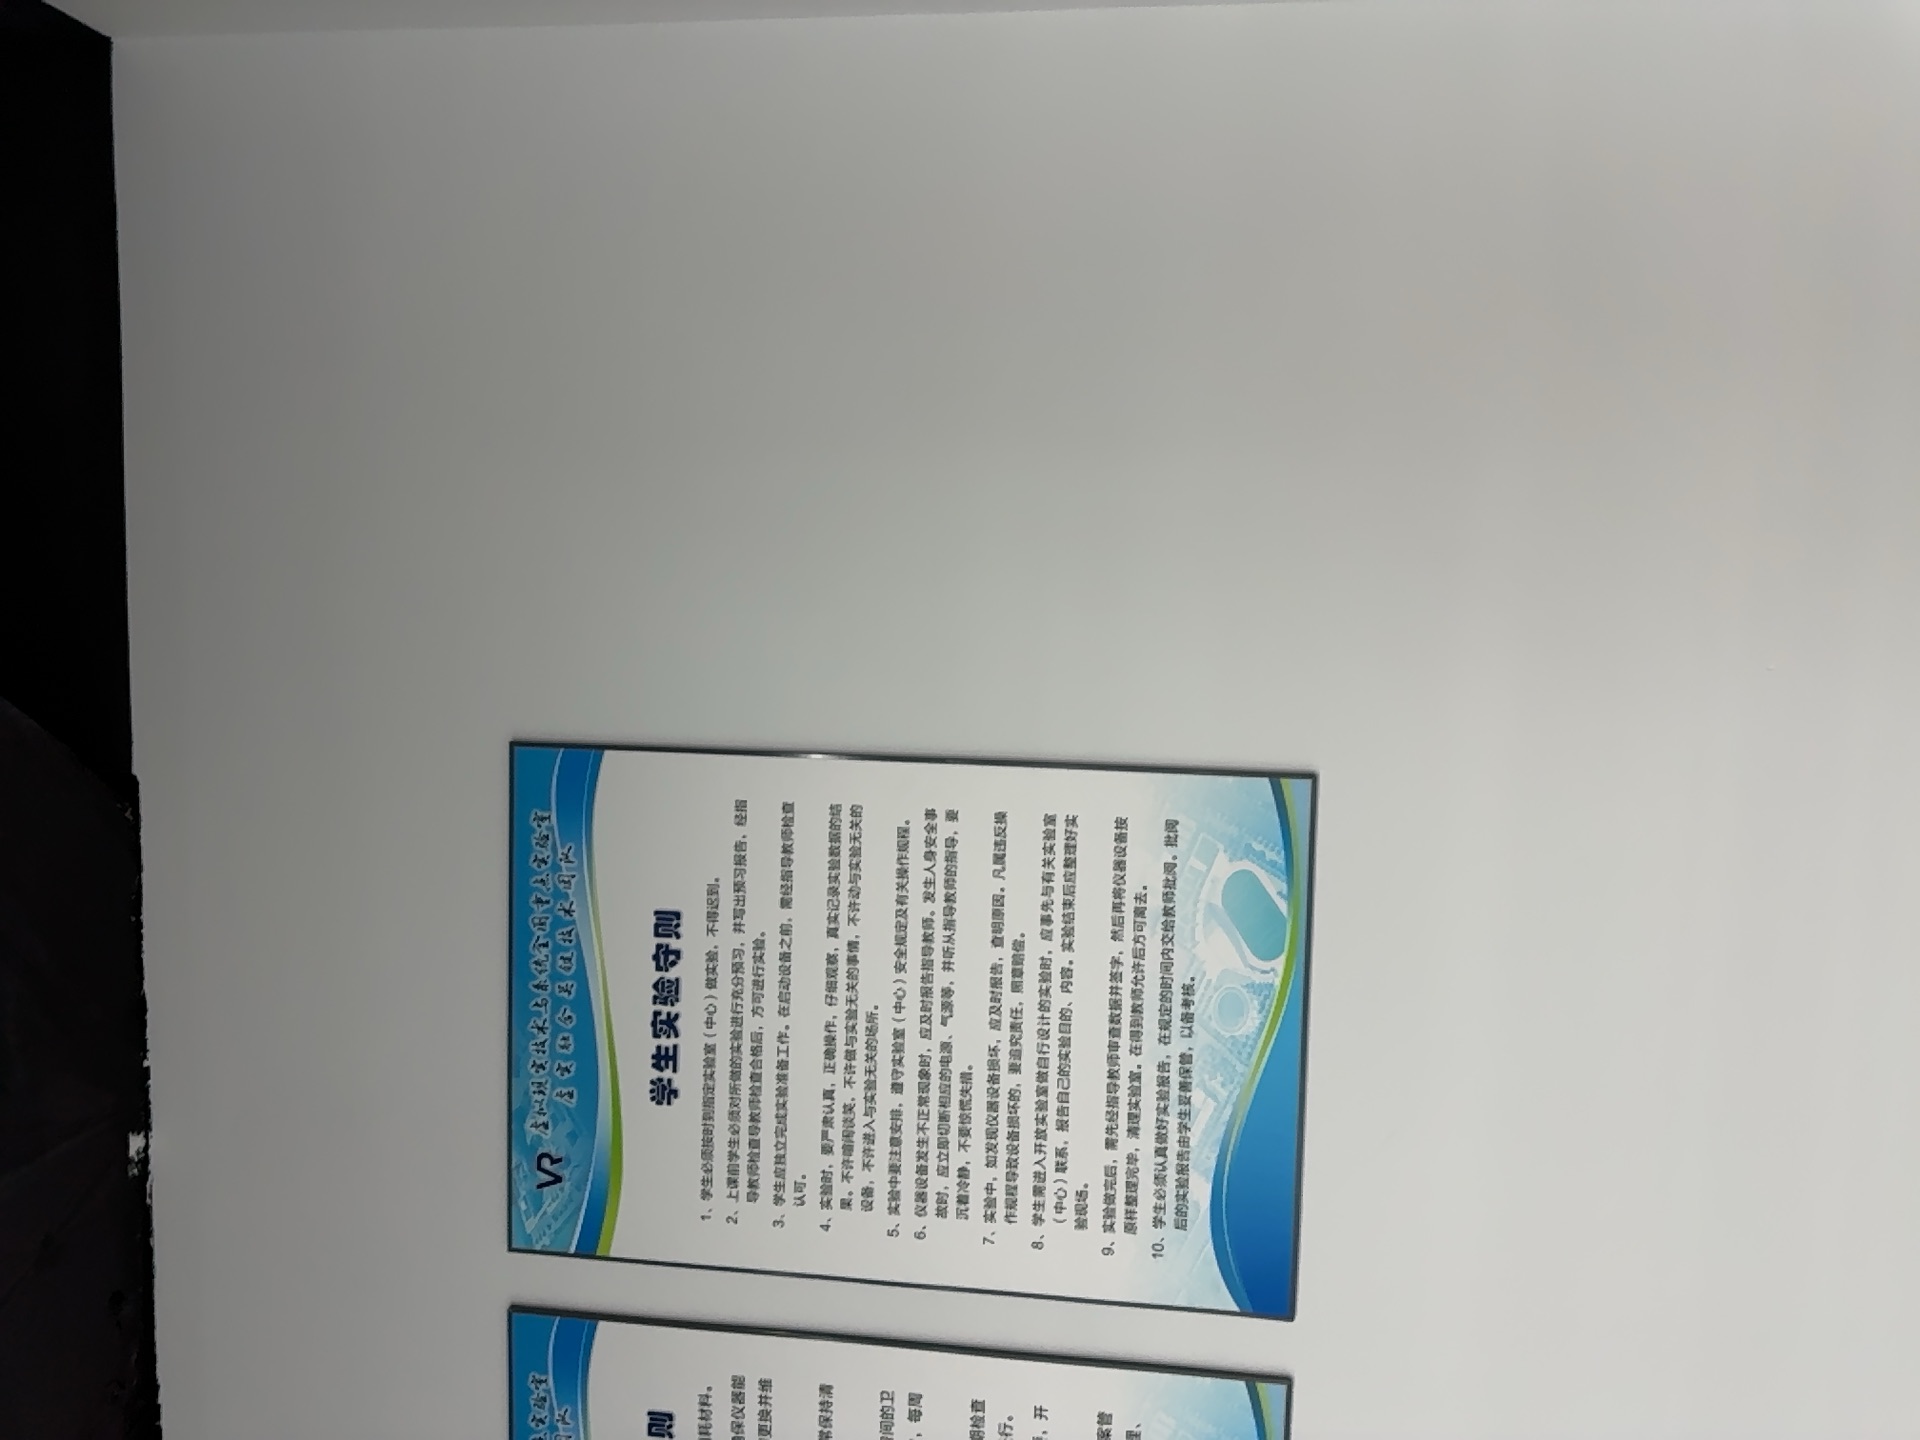 点实验室
团队
则
消耗材料。
确保仪器能
更换并维
常保持清
间的卫
，每周
期检查
行。
，开
案管
理、
VR 虚拟现实技术与系统全国重点实验室
虚实融合关键技术团队
学生实验守则
1、学生必须按时到指定实验室（中心）做实验，不得迟到。
2、上课前学生必须对所做的实验进行充分预习，并写出预习报告，经指
导教师检查导教师检查合格后，方可进行实验。
3、学生应独立完成实验准备工作。在启动设备之前，需经指导教师检查
认可。
4、实验时，要严肃认真，正确操作，仔细观察，真实记录实验数据的结
果。不许喧闹谈笑，不许做与实验无关的事情，不许动与实验无关的
设备，不许进入与实验无关的场所。
5、实验中要注意安排，遵守实验室（中心）安全规定及有关操作规程。
6、仪器设备发生不正常现象时，应及时报告指导教师。发生人身安全事
故时，应立即切断相应的电源、气源等，并听从指导教师的指导，要
沉着冷静，不要惊慌失措。
7、实验中，如发现仪器设备损坏，应及时报告，查明原因。凡属违反操
作规程导致设备损坏的，要追究责任，照章赔偿。
8、学生需进入开放实验室做自行设计的实验时，应事先与有关实验室
（中心）联系，报告自己的实验目的、内容。实验结束后应整理好实
验现场。
9、实验做完后，需先经指导教师审查数据并签字，然后再将仪器设备按
原样整理完毕，清理实验室。在得到教师允许后方可离去。
10、学生必须认真做好实验报告，在规定的时间内交给教师批阅。批阅
后的实验报告由学生妥善保管，以备考核。